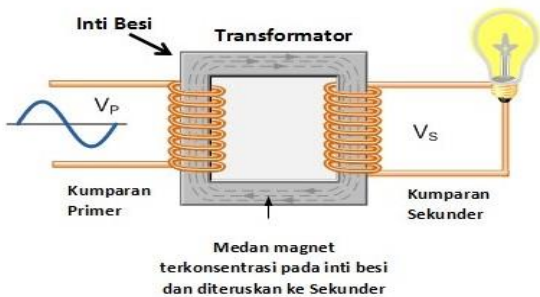 Inti Besi
Transformator
VP
VS
Kumparan
Primer
Kumparan
Sekunder
Medan magnet
terkonsentrasi pada inti besi
dan diteruskan ke Sekunder